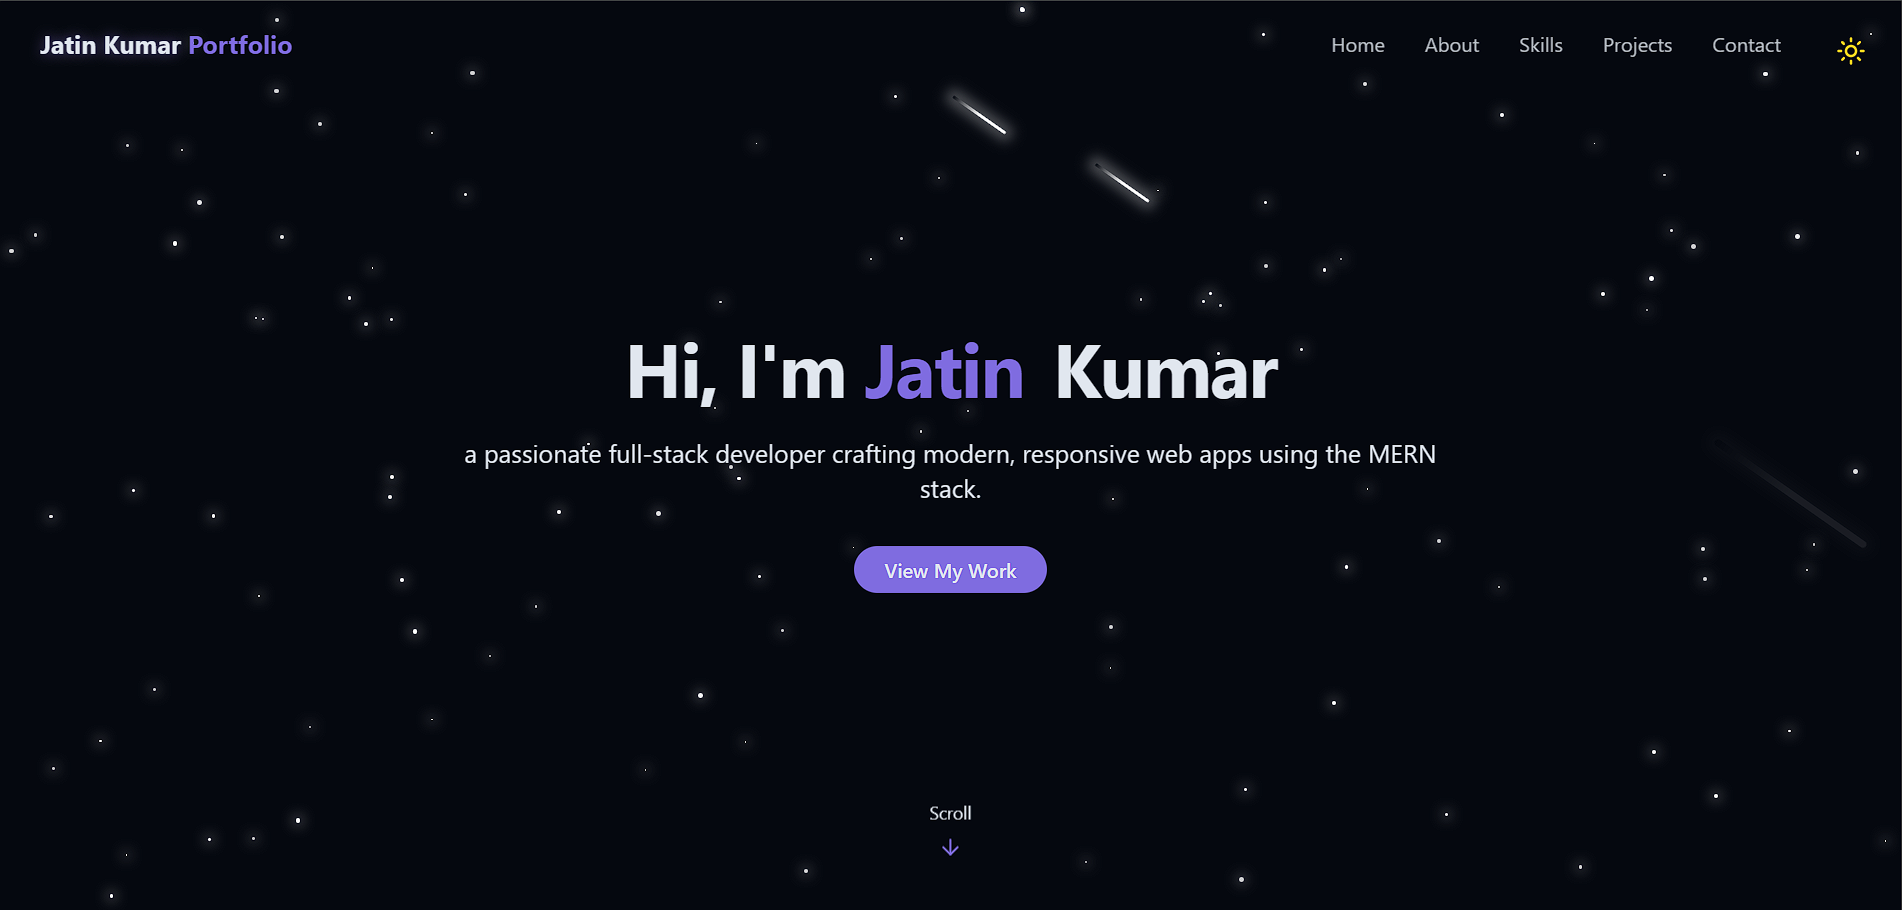 Jatin Kumar Portfolio
Home About Skills Projects Contact
Hi, I'm Jatin Kumar
a passionate full-stack developer crafting modern, responsive web apps using the MERN
stack.
View My Work
Scroll